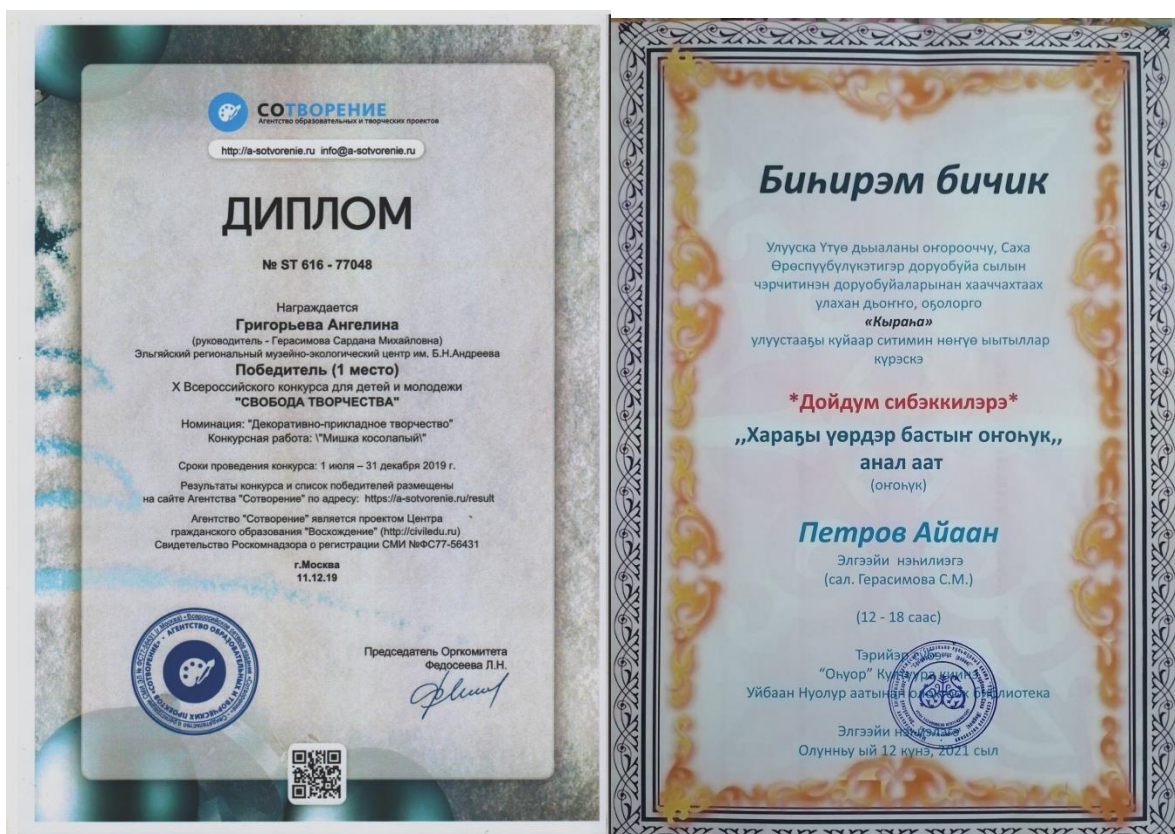 СОТВОРЕНИЕ
Агентство образовательных и творческих проектов
http://a-sotvorenie.ru info@a-sotvorenie.ru
ДИПЛОМ
№ ST 616 - 77048
Награждается
Григорьева Ангелина
(руководитель - Герасимова Сардана Михайловна)
Эльгяйский региональный музейно-экологический центр им. Б.Н.Андреева
Победитель (1 место)
X Всероссийского конкурса для детей и молодежи
"СВОБОДА ТВОРЧЕСТВА"
Номинация: "Декоративно-прикладное творчество"
Конкурсная работа: \"Мишка косолапый\"
Сроки проведения конкурса: 1 июля – 31 декабря 2019 г.
Результаты конкурса и список победителей размещены
на сайте Агентства "Сотворение" по адресу: https://a-sotvorenie.ru/result
Агентство "Сотворение" является проектом Центра
гражданского образования "Восхождение" (http://civiledu.ru)
Свидетельство Роскомнадзора о регистрации СМИ №ФС77-56431
г.Москва
11.12.19
Председатель Оргкомитета
Федосеева Л.Н.
Биһирэм бичик
Улууска Үтүө дьыаланы оҥорооччу, Саха
Өрөспүүбүлүкэтигэр доруобуйа сылын
чэрчитинэн доруобуйаларынан хааччахтаах
улахан дьоҥҥо, оҕолорго
«Кыраһа»
улуустааҕы куйаар ситимин нөҥүө ыытыллар
күрэскэ
*Дойдум сибэккилэрэ*
,,Хараҕы үөрдэр бастыҥ оҥоһук,,
анал аат
(оҥоһук)
Петров Айаан
Элгээйи нэһилиэгэ
(сал. Герасимова С.М.)
(12 - 18 саас)
Тэрийэр
"Оһуор" Культуура киинэ
Уйбаан Нуолур аатынан библиотека
Элгээйи нэһилиэгэ
Олунньу ый 12 күнэ, 2021 сыл